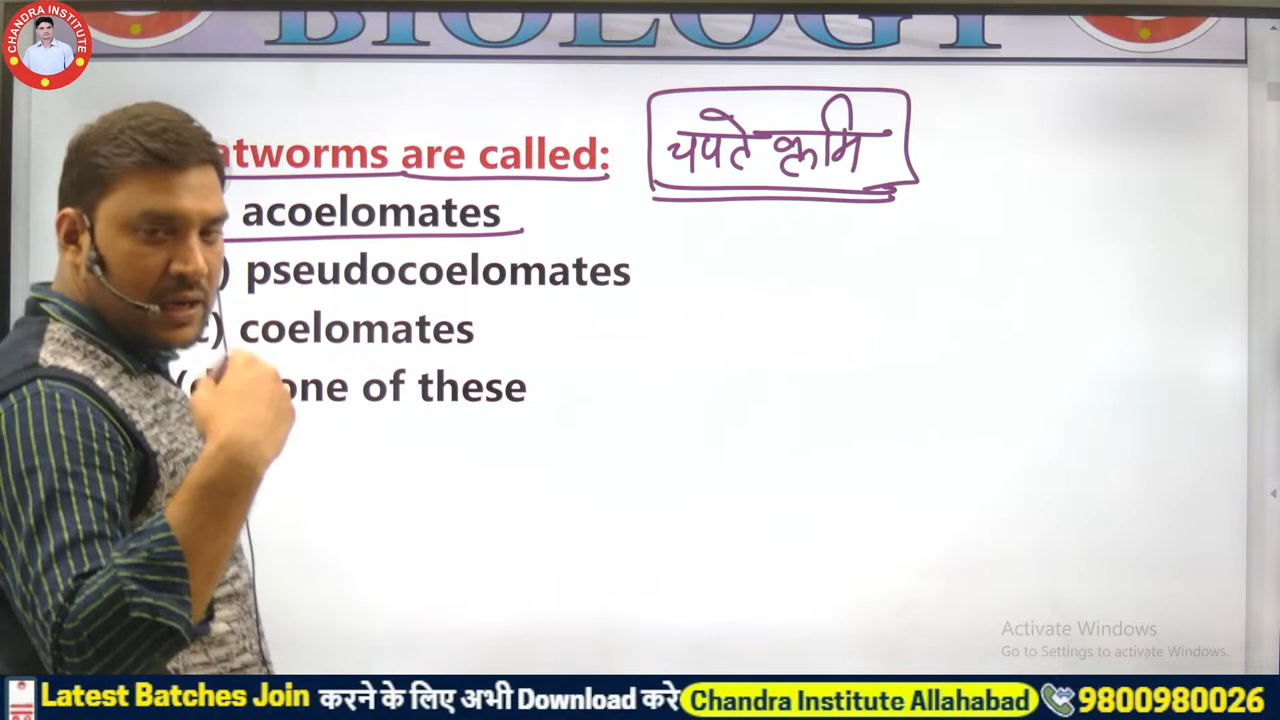 CHANDRA INSTITUTE
BIOLOGY
atworms are called:
चपटे कृमि
acoelomates
) pseudocoelomates
c) coelomates
(d) none of these
Activate Windows
Go to Settings to activate Windows.
Latest Batches Join करने के लिए अभी Download करे Chandra Institute Allahabad 9800980026